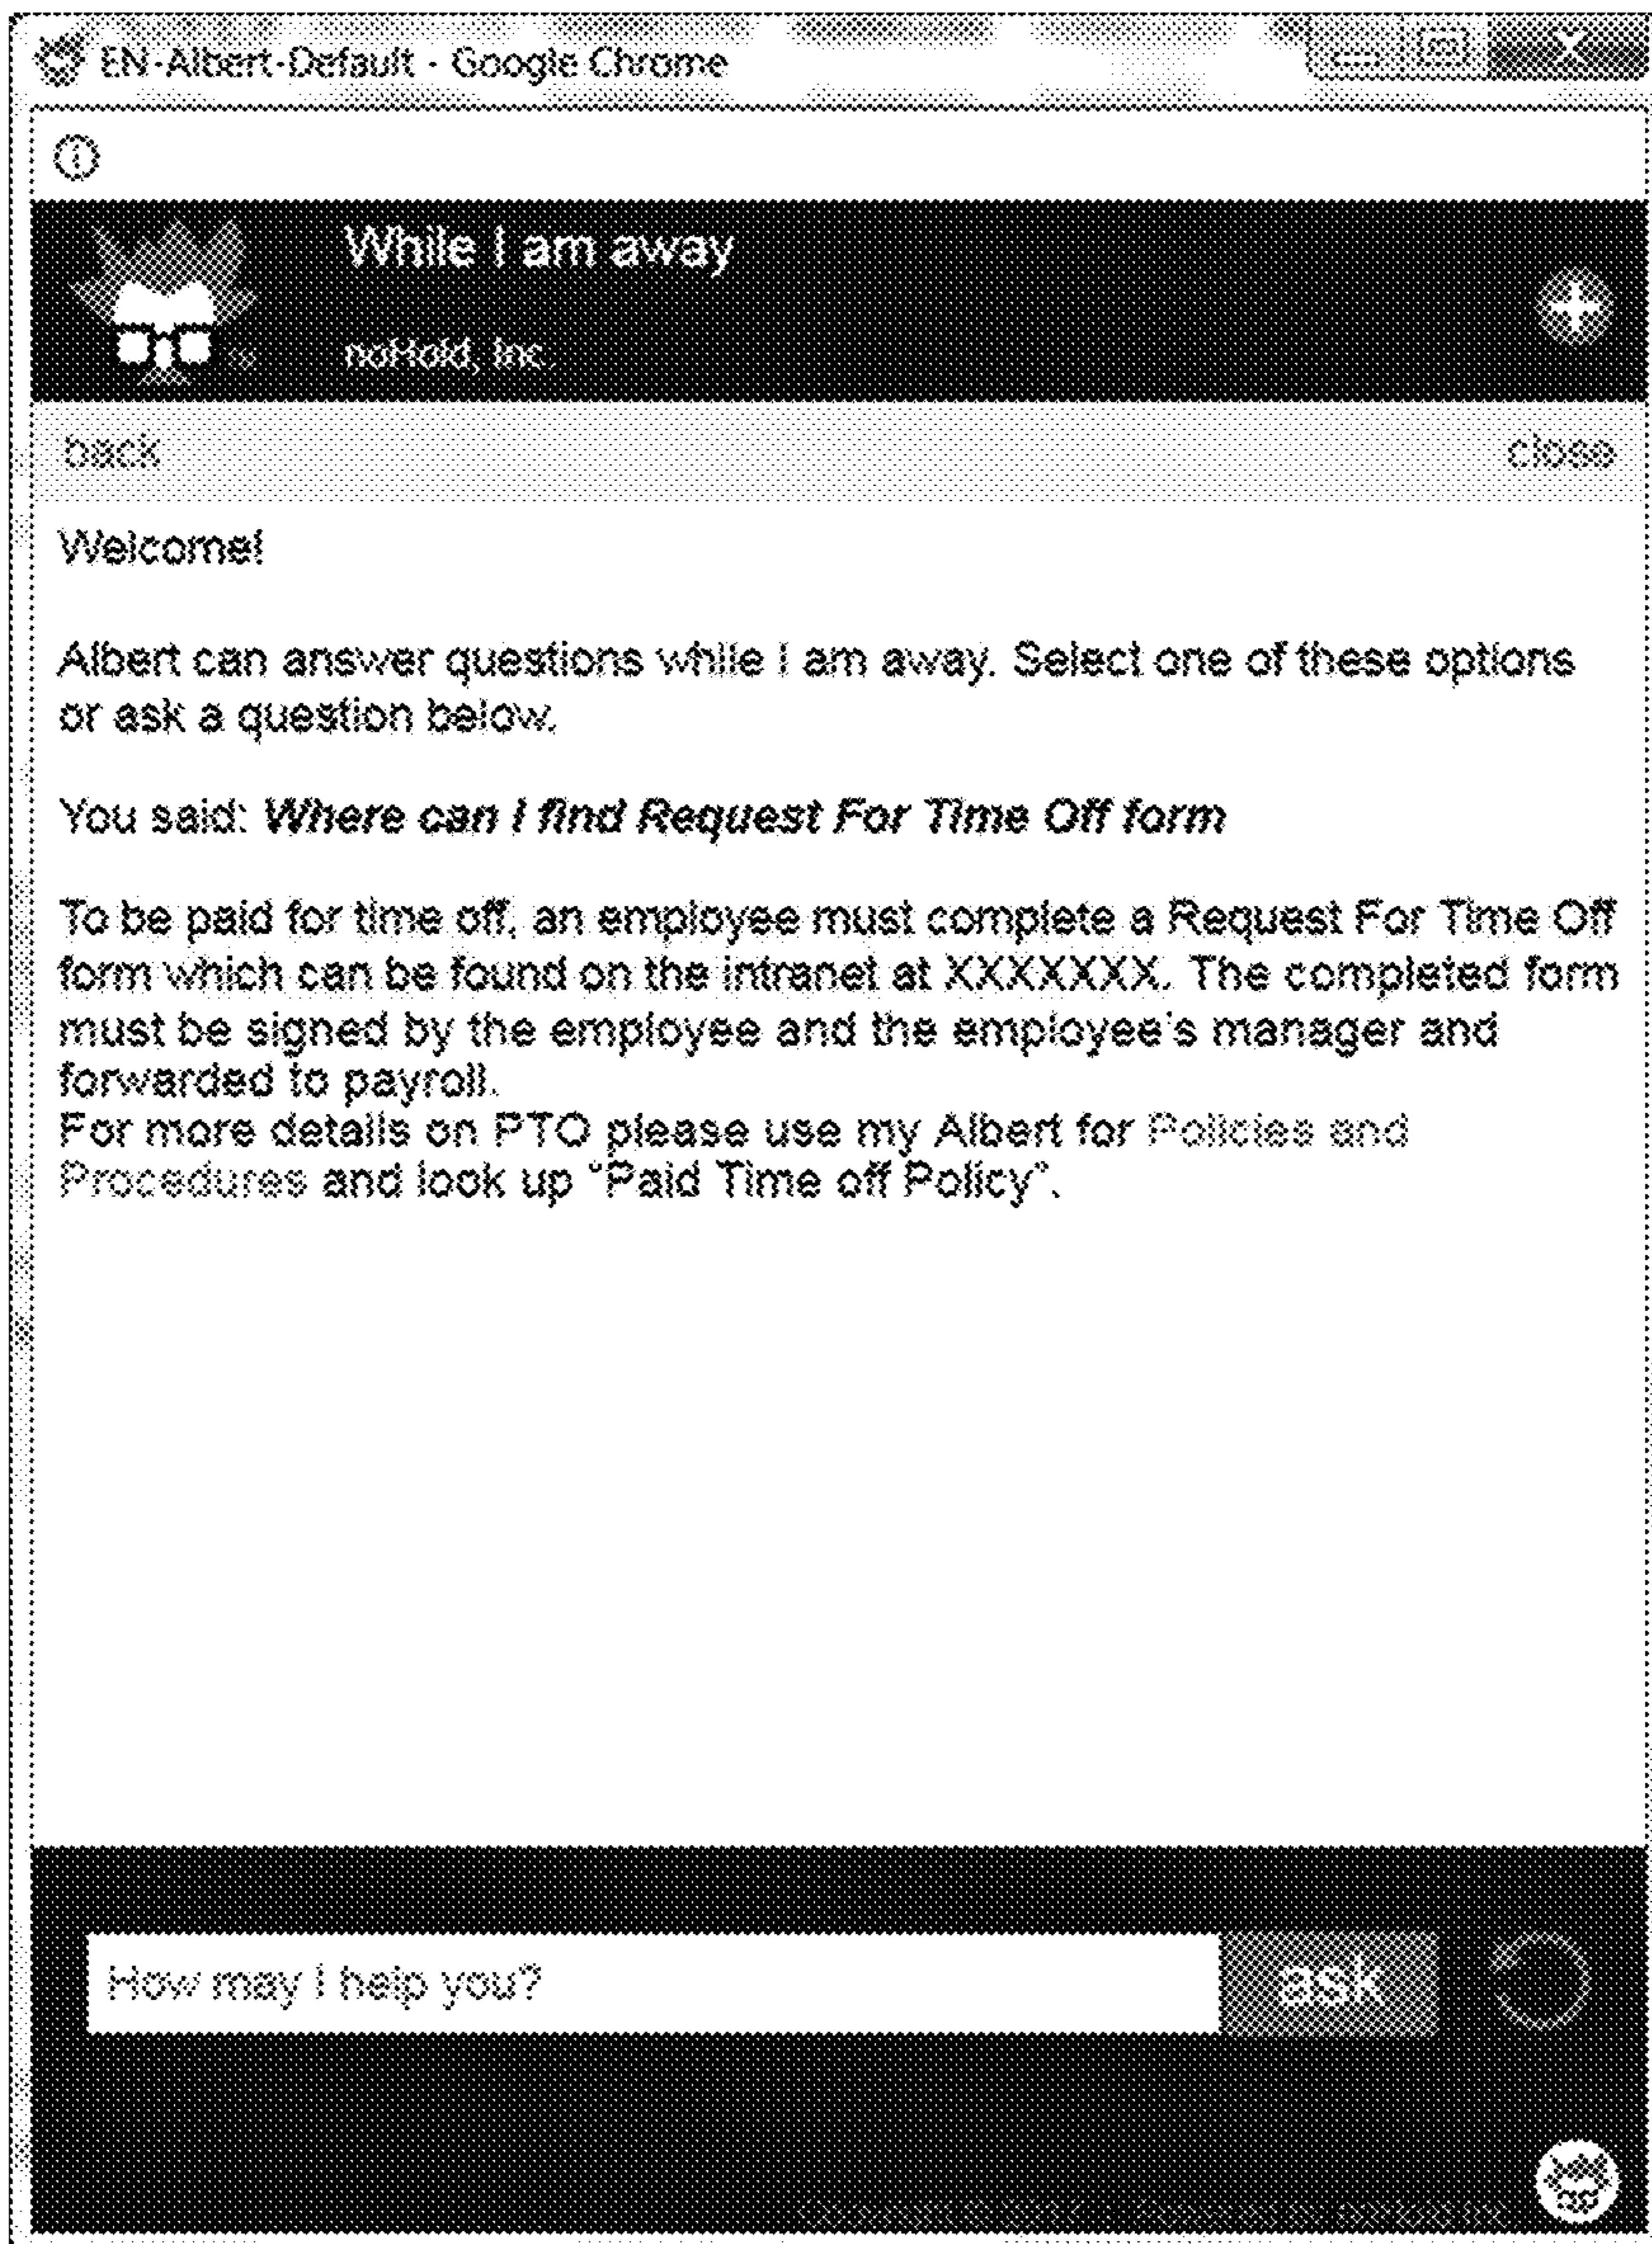 EN-Albert-Default - Google Chrome
While I am away
noHold, Inc.
back close
Welcome!
Albert can answer questions while I am away. Select one of these options
or ask a question below.
You said: Where can I find Request For Time Off form
To be paid for time off, an employee must complete a Request For Time Off
form which can be found on the intranet at XXXXXXX. The completed form
must be signed by the employee and the employee's manager and
forwarded to payroll.
For more details on PTO please use my Albert for Policies and
Procedures and look up "Paid Time off Policy".
How may I help you? ask